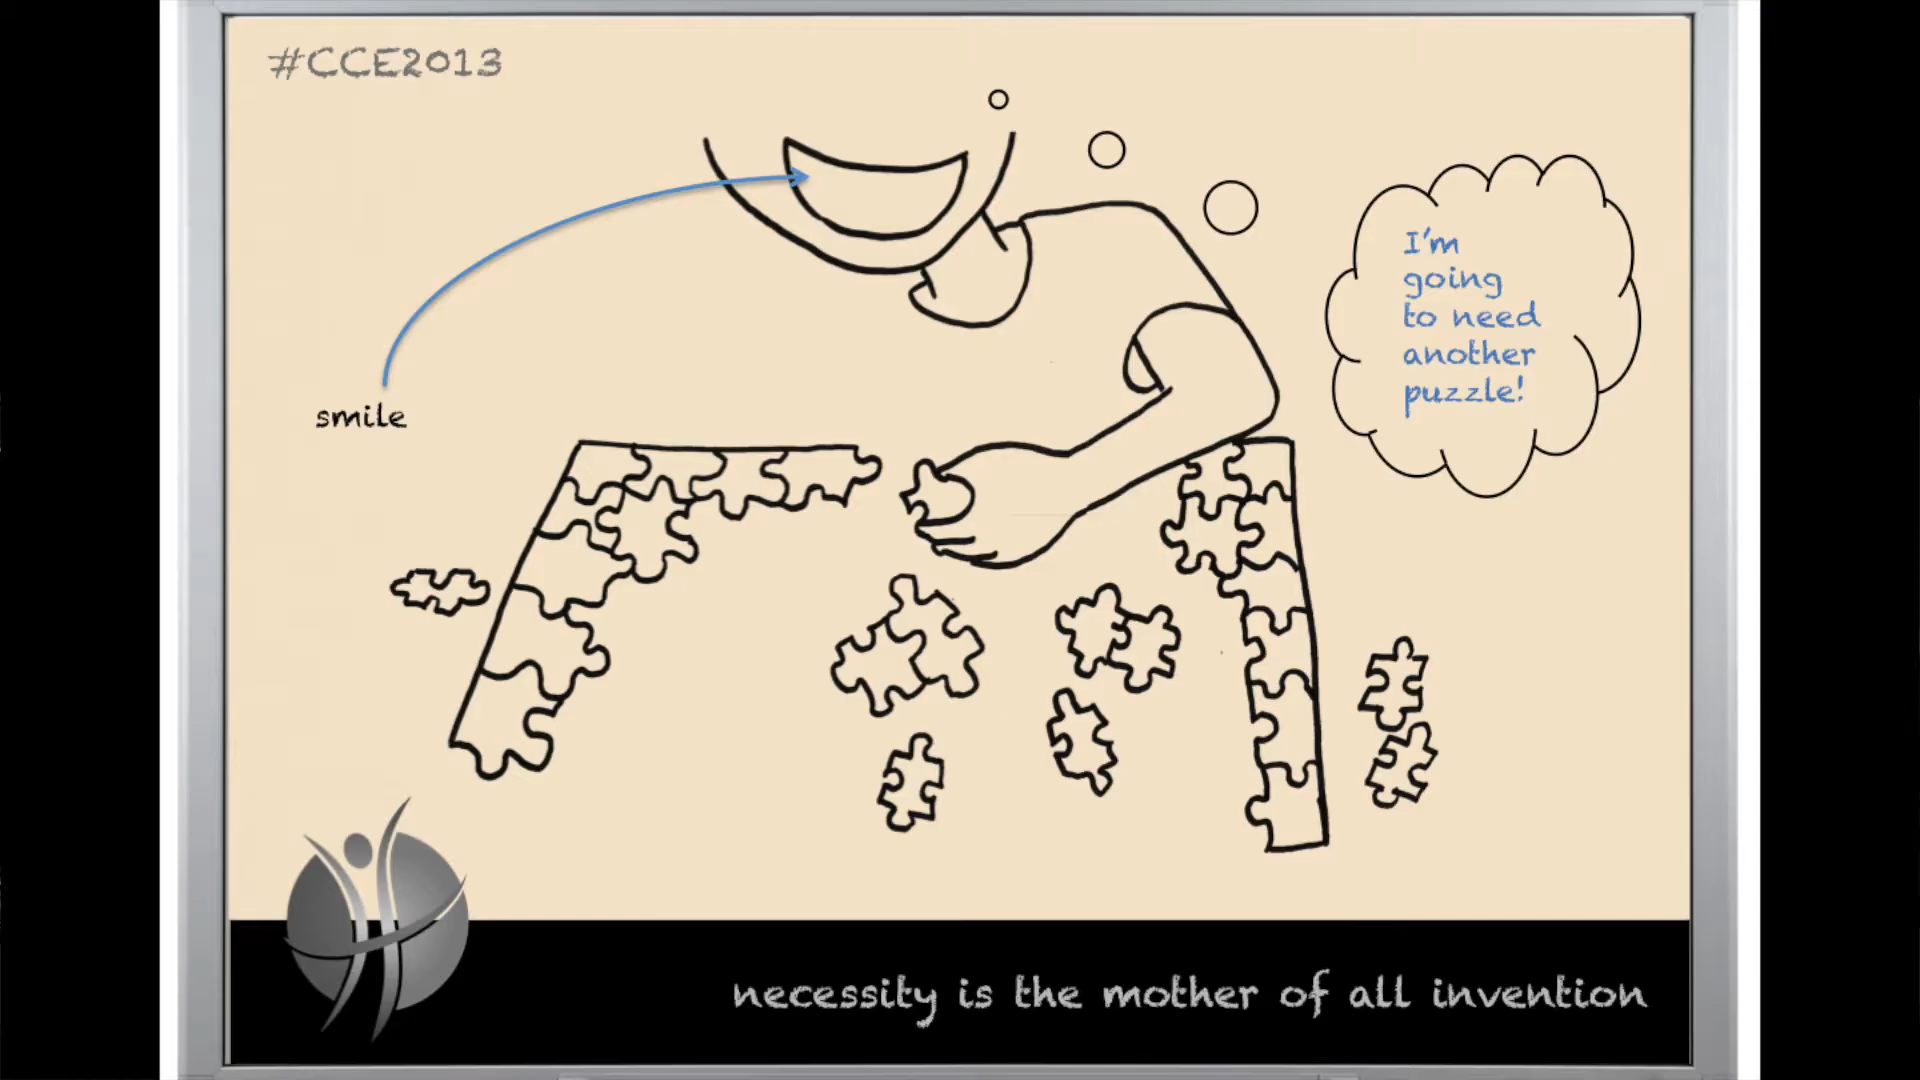 #CCE2013
I'm
going
to need
another
puzzle!
smile
necessity is the mother of all invention